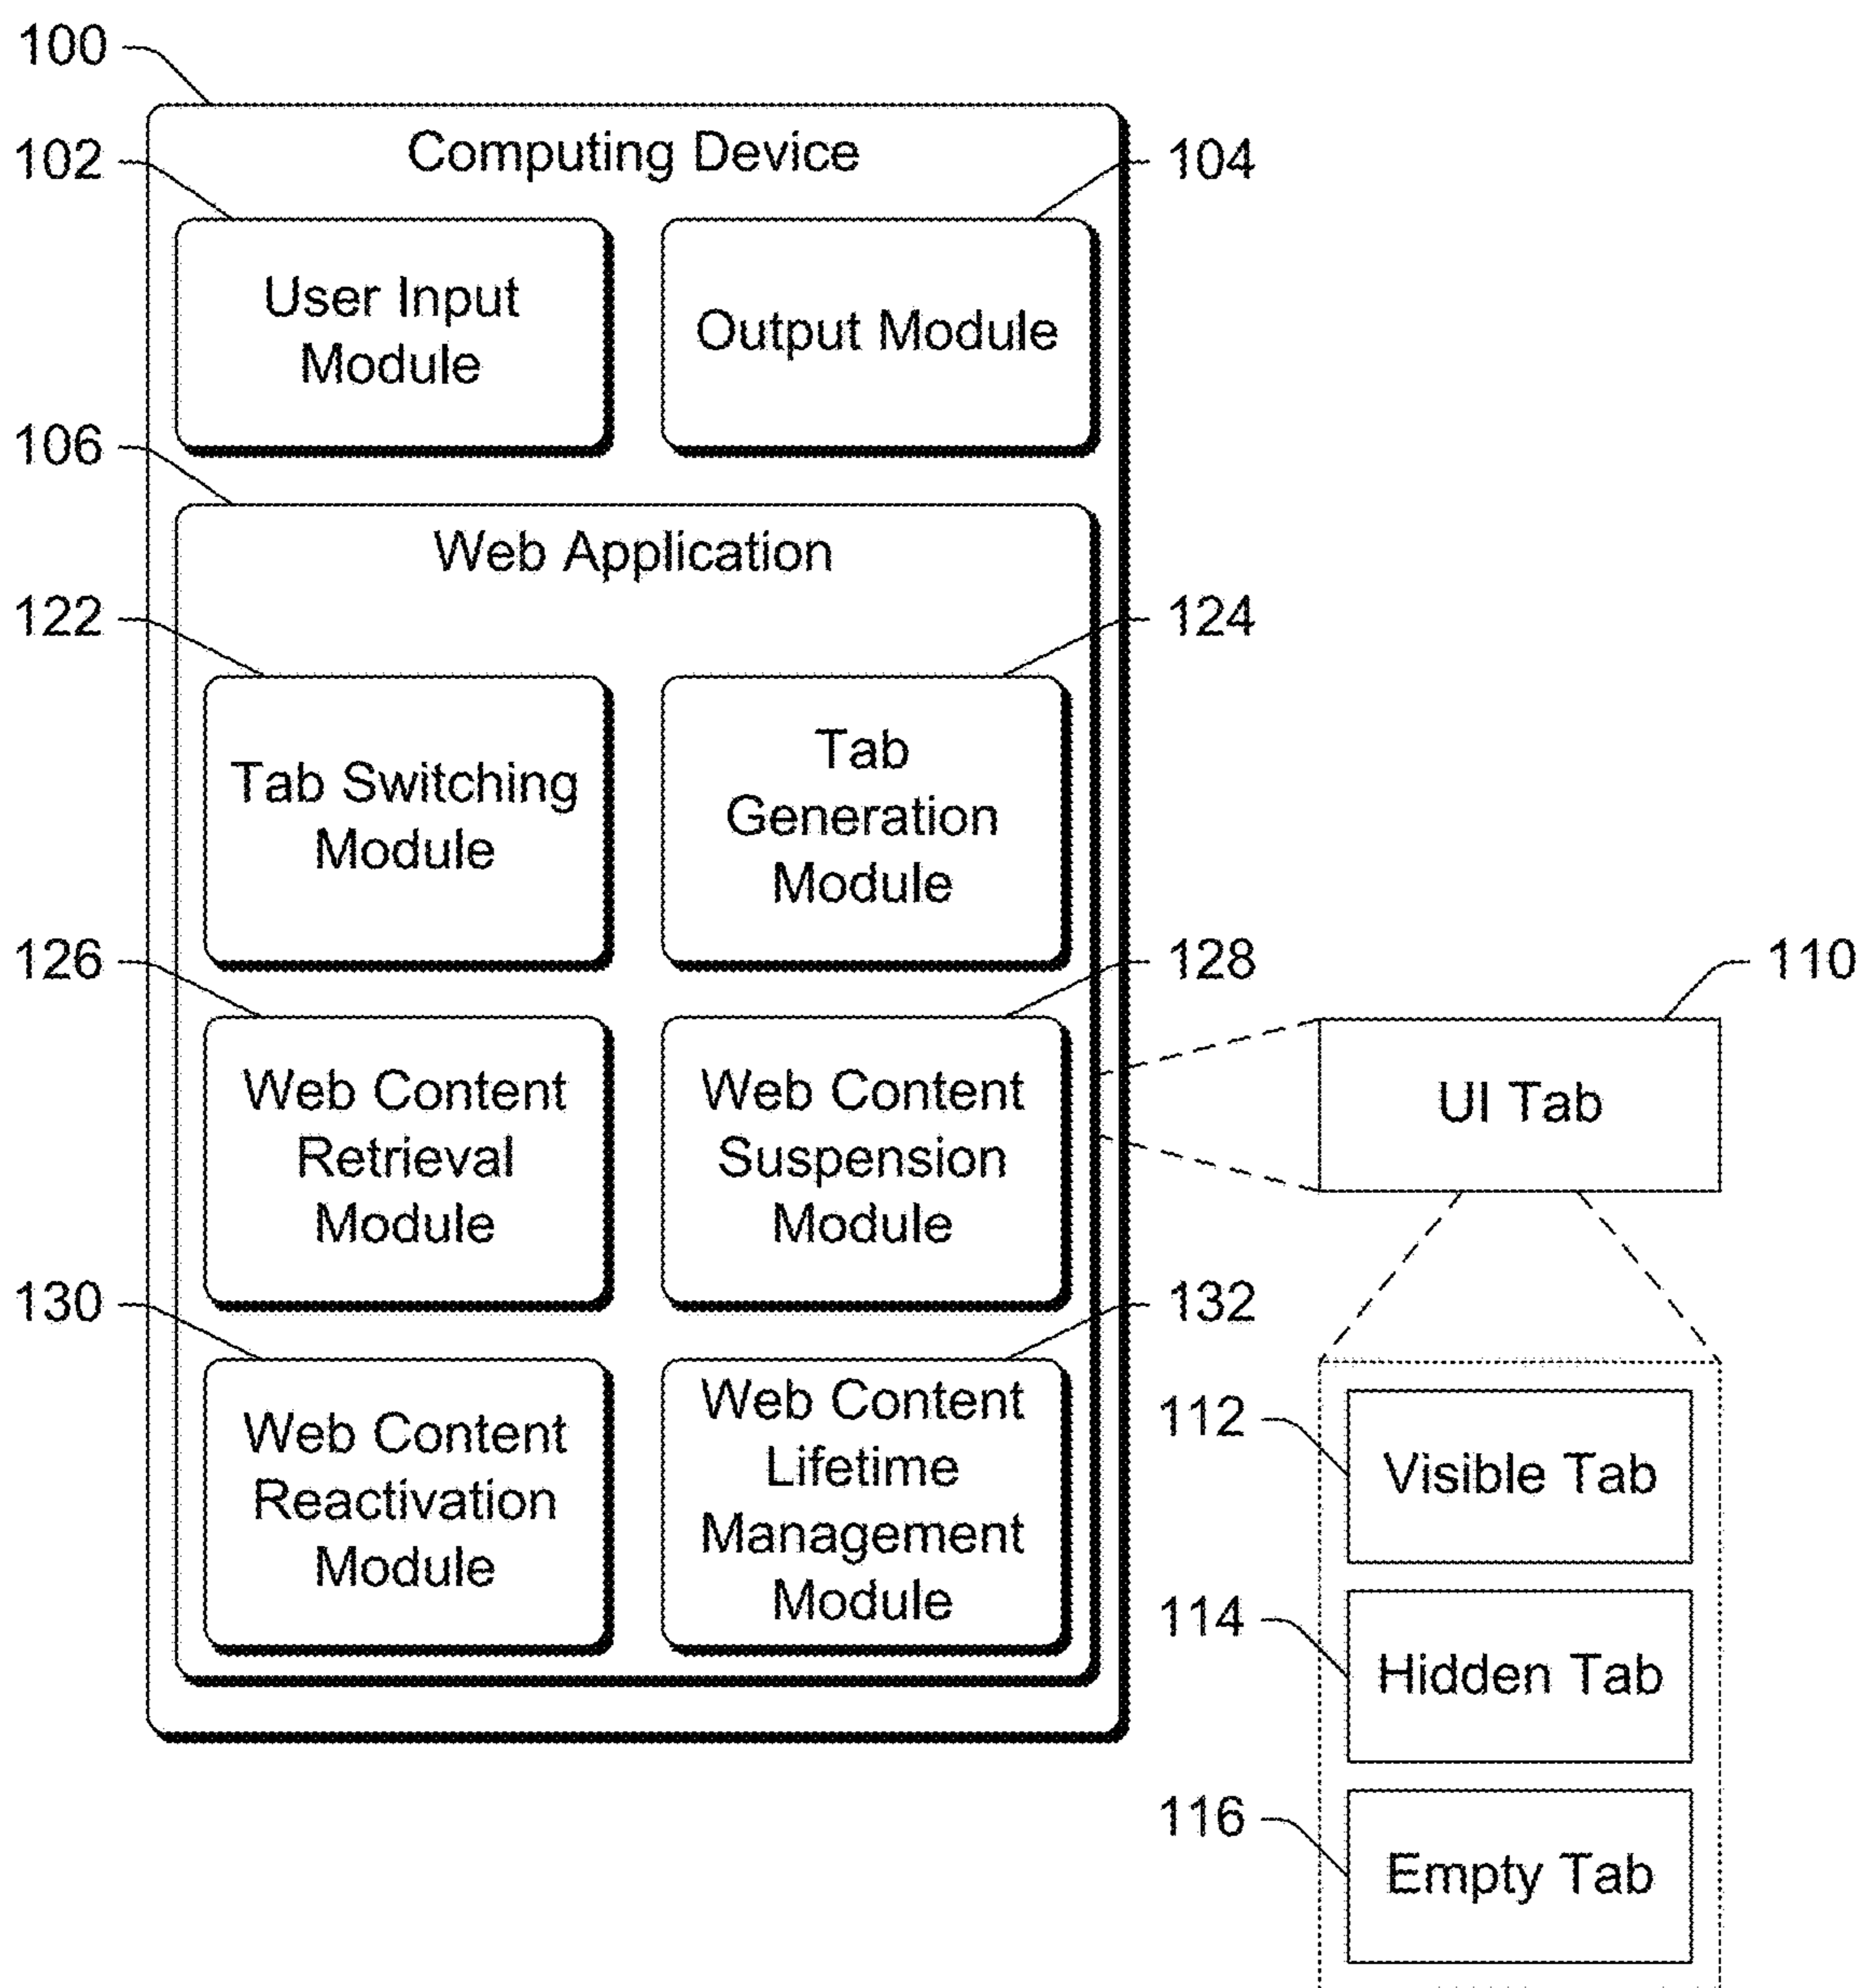 100
Computing Device
102
104
User Input
Module
Output Module
106
Web Application
122
124
Tab Switching
Module
Tab
Generation
Module
126
128
110
Web Content
Retrieval
Module
Web Content
Suspension
Module
UI Tab
130
132
Web Content
Reactivation
Module
Web Content
Lifetime
Management
Module
112
Visible Tab
114
Hidden Tab
116
Empty Tab